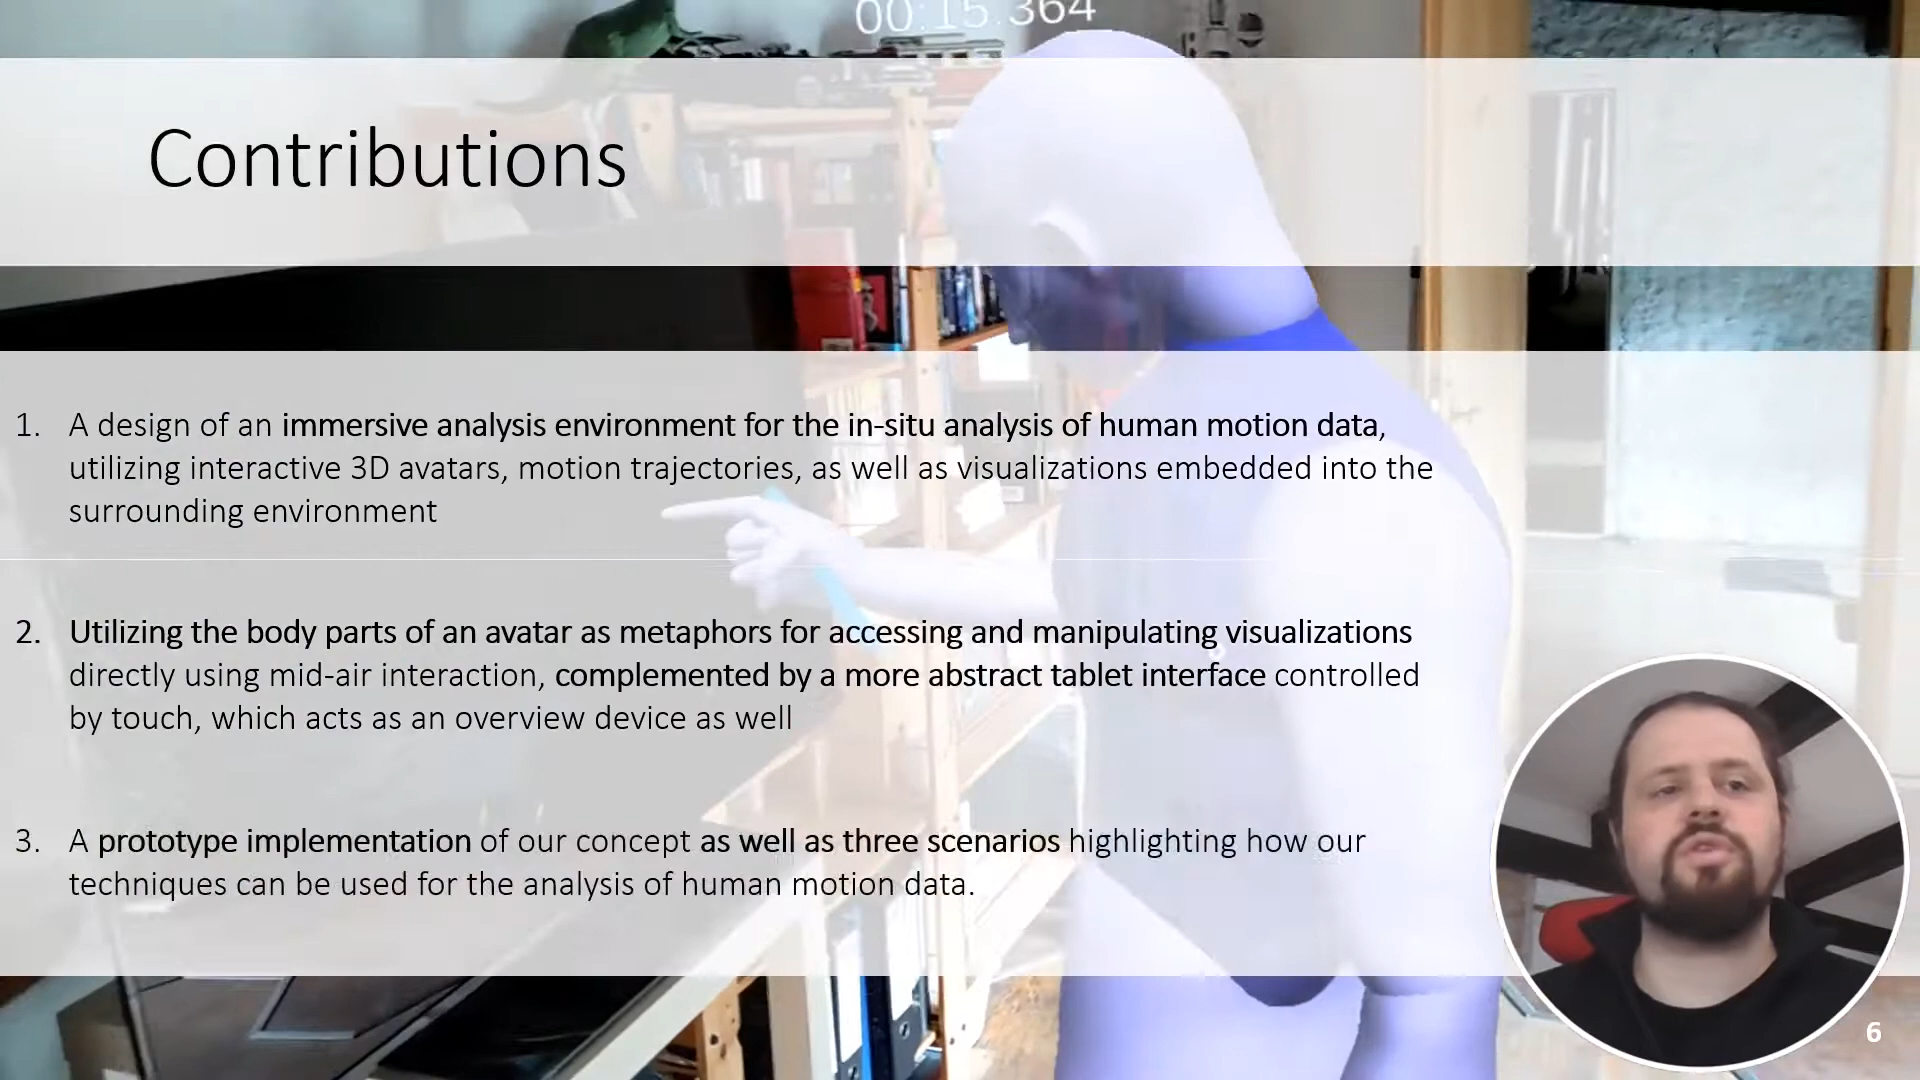 00:15.364
Contributions
1. A design of an immersive analysis environment for the in-situ analysis of human motion data,
utilizing interactive 3D avatars, motion trajectories, as well as visualizations embedded into the
surrounding environment
2. Utilizing the body parts of an avatar as metaphors for accessing and manipulating visualizations
directly using mid-air interaction, complemented by a more abstract tablet interface controlled
by touch, which acts as an overview device as well
3. A prototype implementation of our concept as well as three scenarios highlighting how our
techniques can be used for the analysis of human motion data.
6